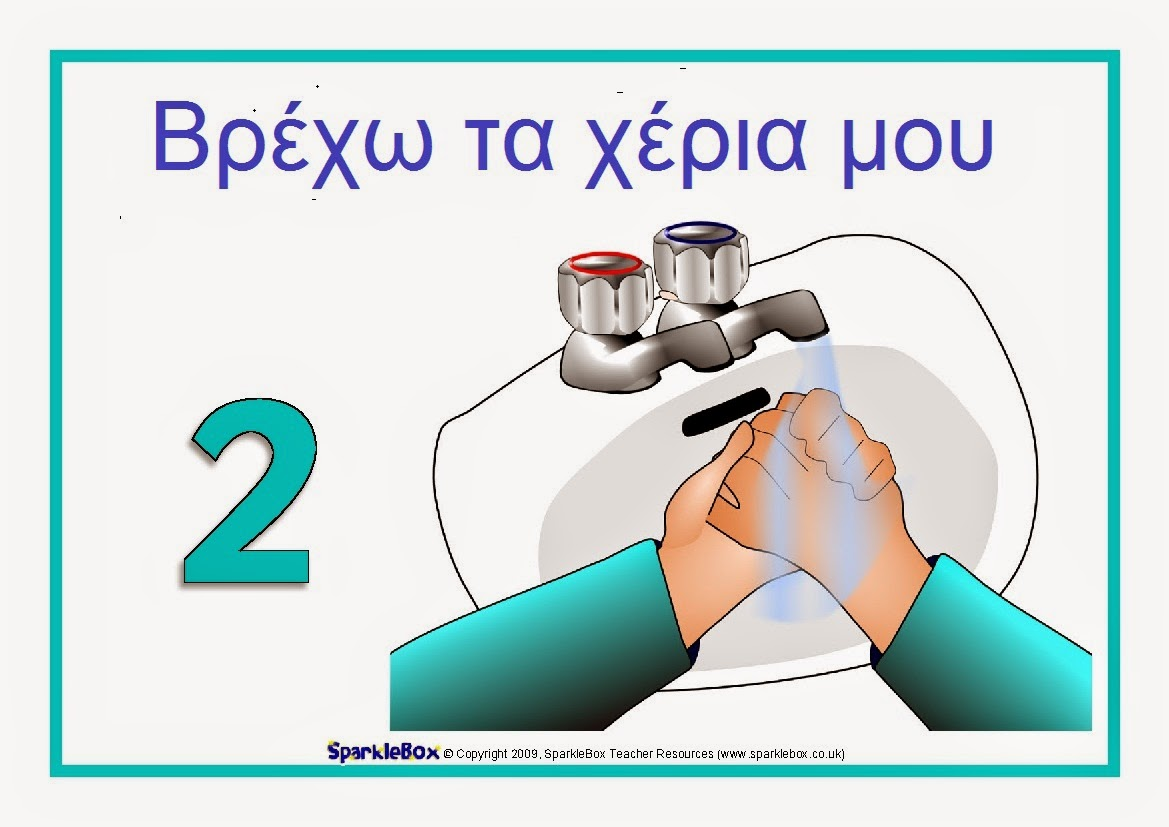 Βρέχω τα χέρια μου
2
SparkleBox © Copyright 2009, SparkleBox Teacher Resources (www.sparklebox.co.uk)